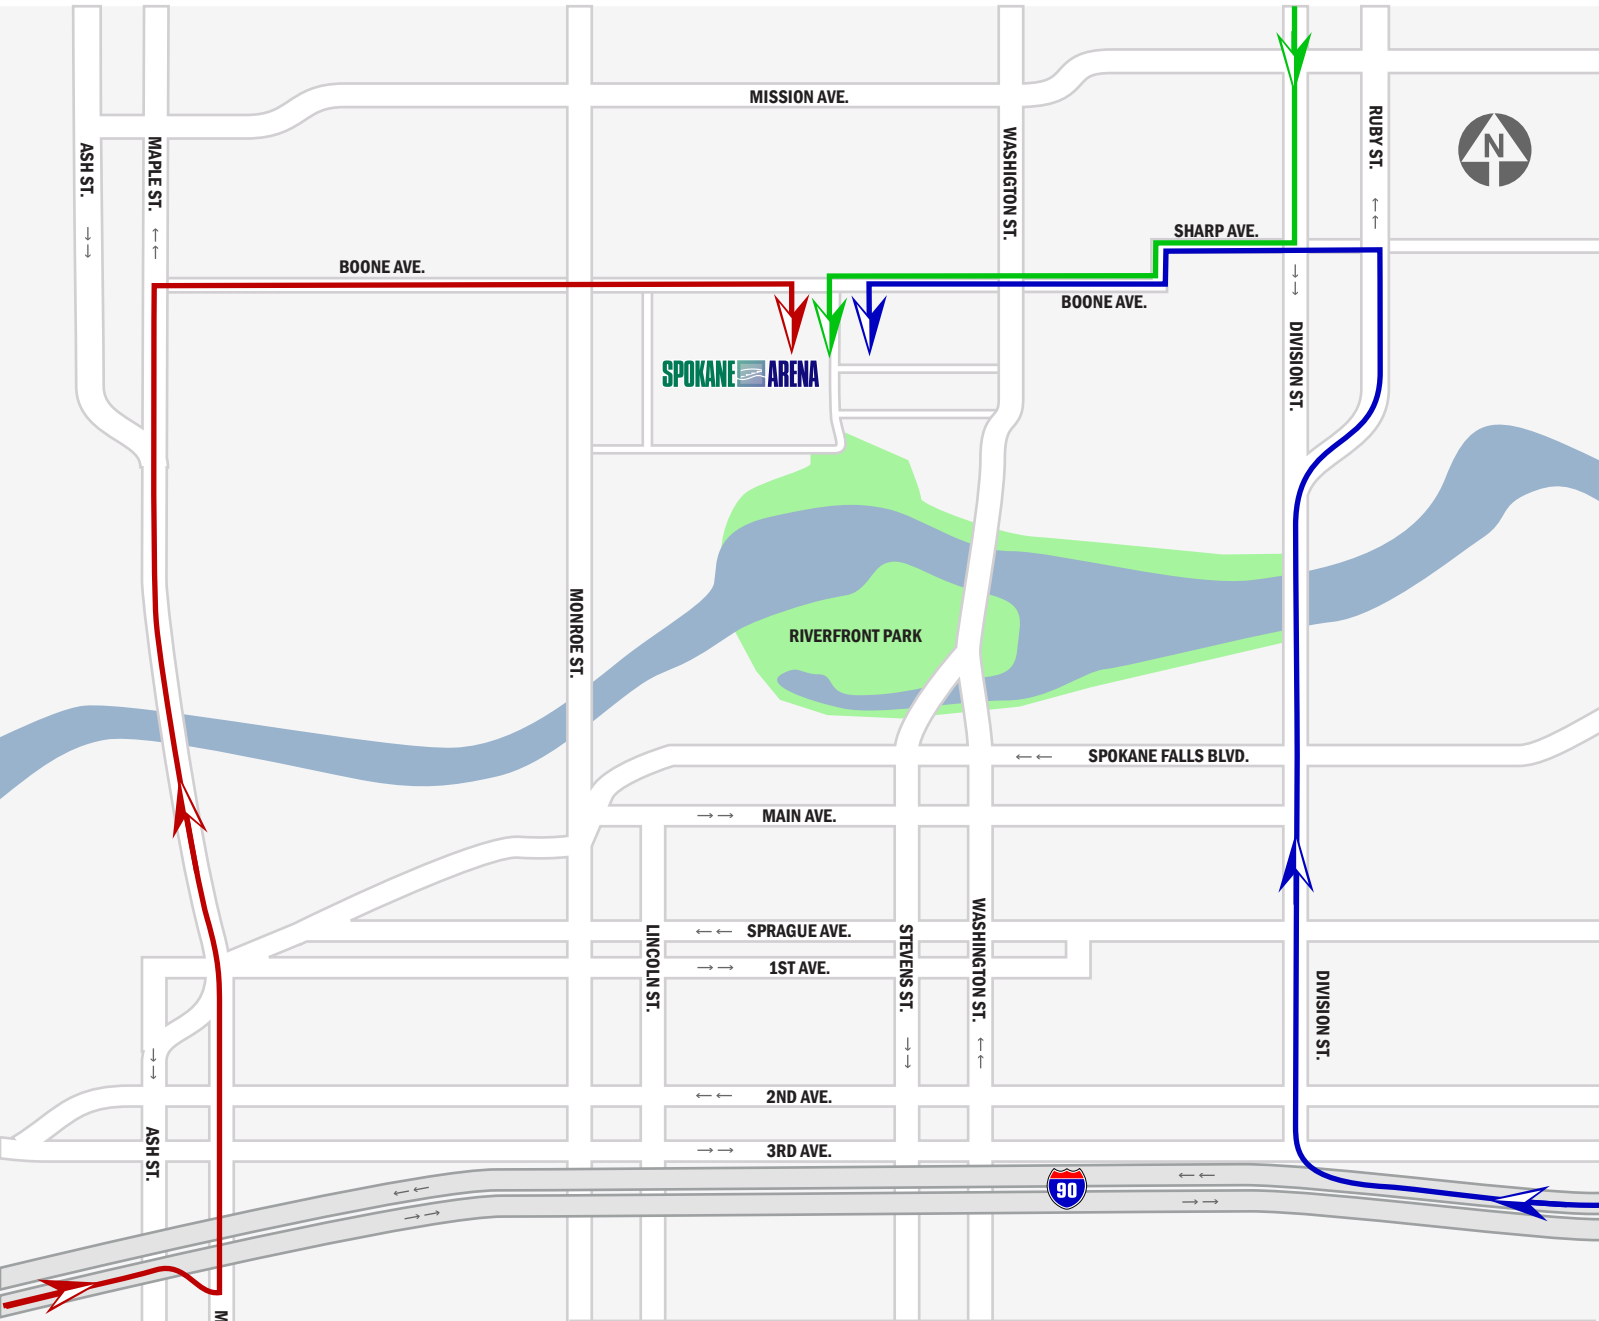 MISSION AVE.
ASH ST.
MAPLE ST.
WASHIGTON ST.
RUBY ST.
N
SHARP AVE.
BOONE AVE.
BOONE AVE.
DIVISION ST.
SPOKANE ARENA
MONROE ST.
RIVERFRONT PARK
SPOKANE FALLS BLVD.
MAIN AVE.
SPRAGUE AVE.
1ST AVE.
LINCOLN ST.
STEVENS ST.
WASHINGTON ST.
DIVISION ST.
2ND AVE.
ASH ST.
3RD AVE.
90
M